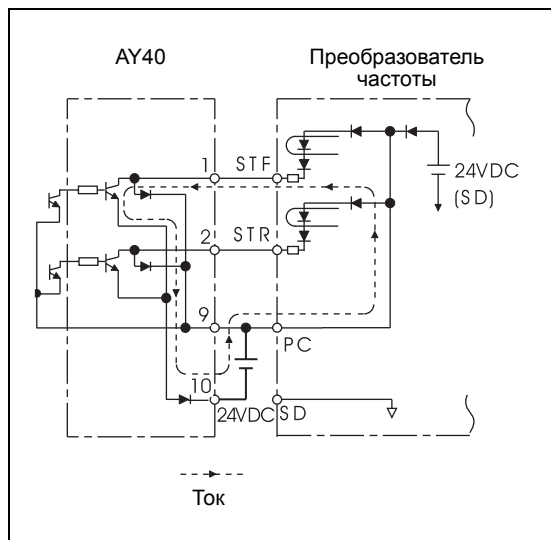 AY40
Преобразователь
частоты
1 STF
24VDC
(SD)
2 STR
9
PC
10
24VDC SD
Ток